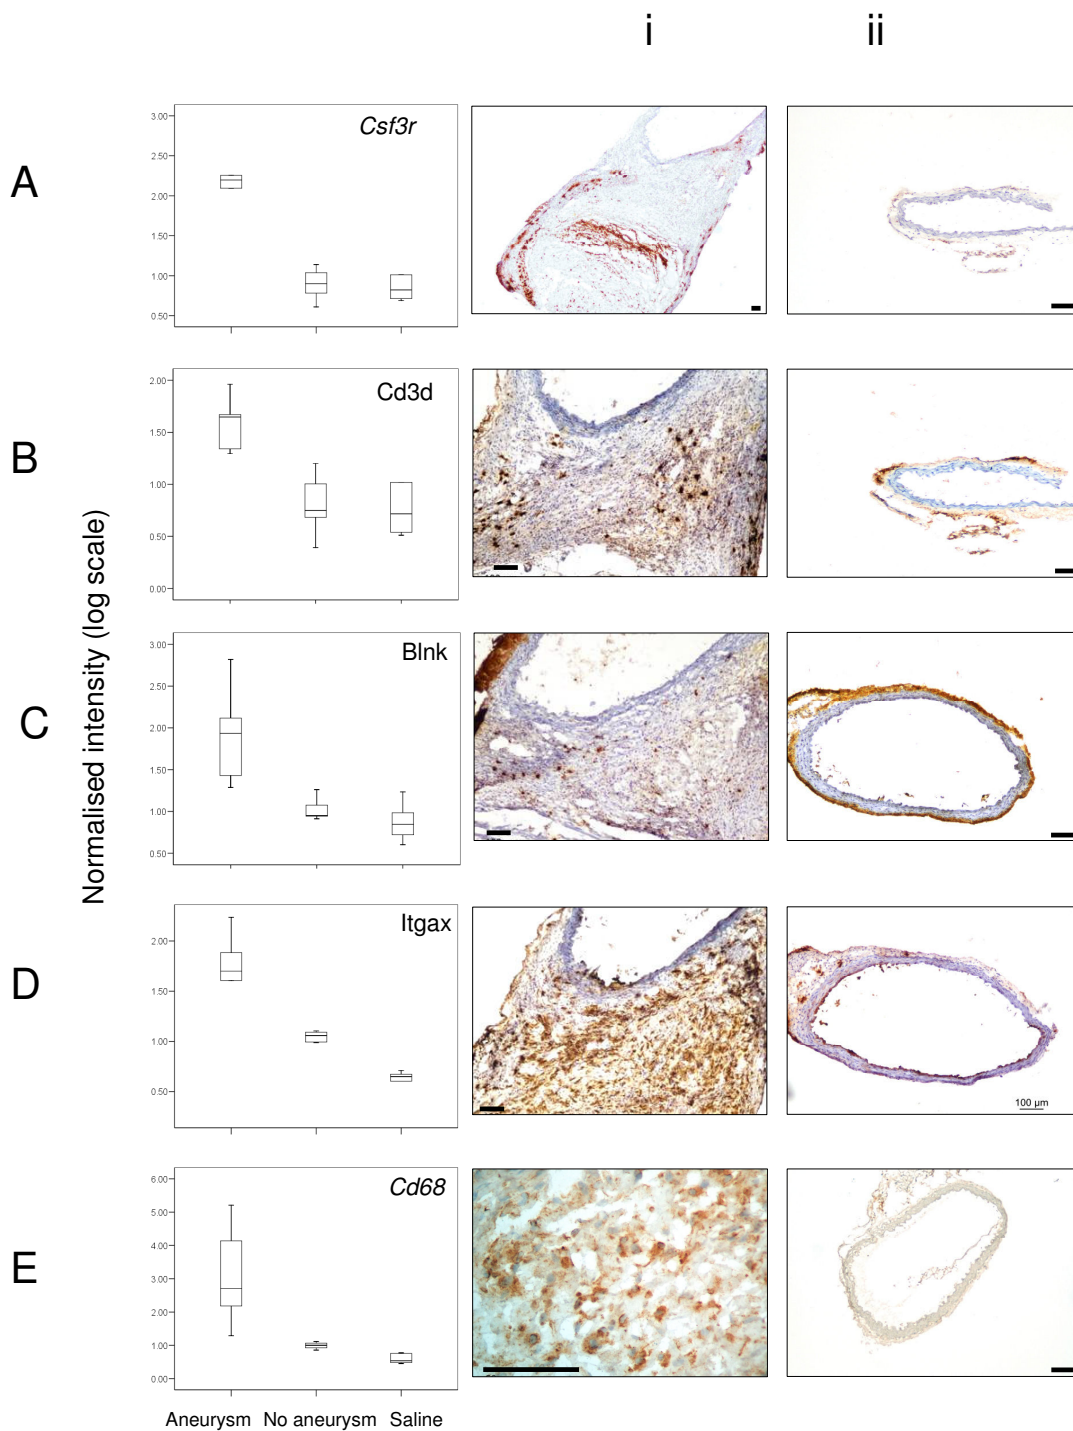 i
ii
A
Csf3r
3.00
2.50
2.00
1.50
1.00
0.50
B
Cd3d
2.00
1.50
1.00
0.50
0.00
Normalised intensity (log scale)
C
Blnk
3.00
2.50
2.00
1.50
1.00
0.50
D
Itgax
2.00
1.50
1.00
0.50
100 µm
E
Cd68
6.00
5.00
4.00
3.00
2.00
1.00
0.00
Aneurysm No aneurysm Saline